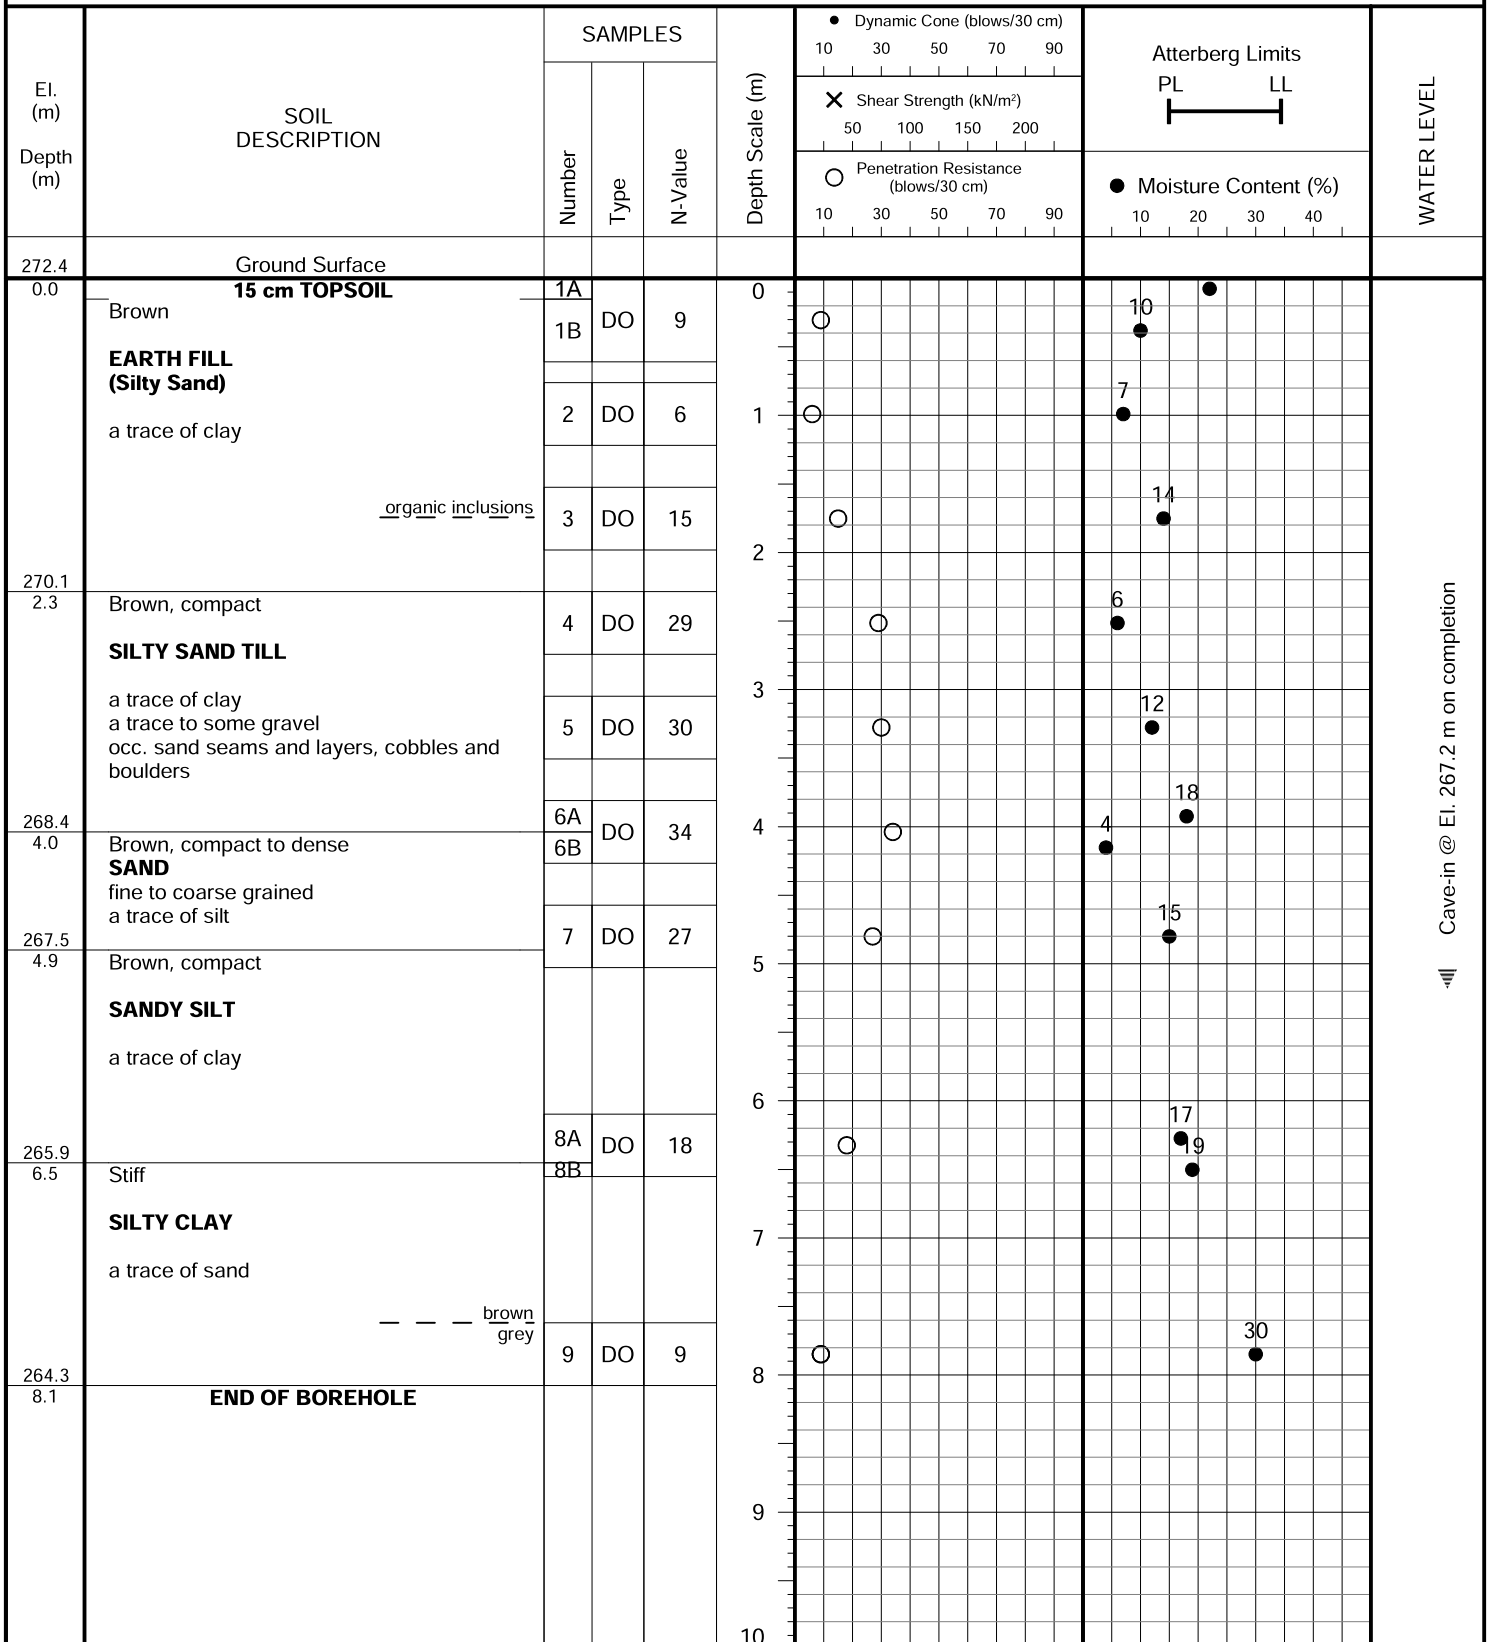 El.
(m)
Depth
(m)
SOIL
DESCRIPTION
SAMPLES
Number
Type
N-Value
Depth Scale (m)
Dynamic Cone (blows/30 cm)
10 30 50 70 90
Shear Strength (kN/m²)
50 100 150 200
Penetration Resistance
(blows/30 cm)
10 30 50 70 90
Atterberg Limits
PL LL
Moisture Content (%)
10 20 30 40
WATER LEVEL
272.4 Ground Surface
0.0 15 cm TOPSOIL 1A 0
Brown 10
1B DO 9
EARTH FILL
(Silty Sand)
7
2 DO 6 1
a trace of clay
14
organic inclusions
3 DO 15
2
270.1
2.3 Brown, compact 6
4 DO 29
SILTY SAND TILL
3
a trace of clay 12
a trace to some gravel 5 DO 30
occ. sand seams and layers, cobbles and
boulders
18
6A
268.4 4
4.0 Brown, compact to dense 6B DO 34 4
SAND
fine to coarse grained
a trace of silt 15
267.5 7 DO 27
4.9 Brown, compact 5
SANDY SILT
a trace of clay
6
17
8A DO 18 19
265.9
6.5 Stiff 8B
SILTY CLAY
7
a trace of sand
brown
grey 30
9 DO 9
264.3 8
8.1 END OF BOREHOLE
9
10
Cave-in @ El. 267.2 m on completion